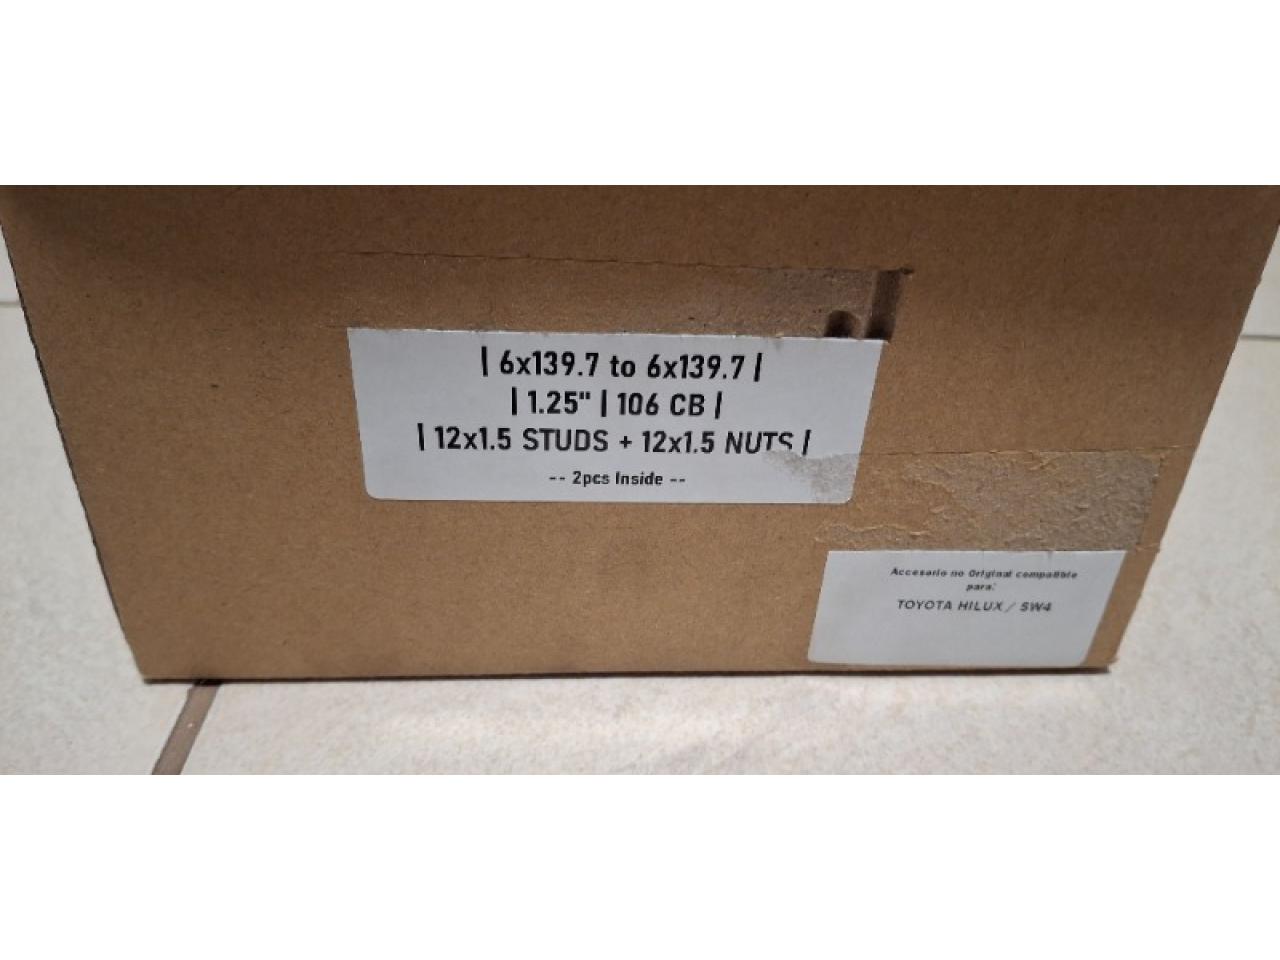 | 6x139.7 to 6x139.7 |
| 1.25" | 106 CB |
| 12x1.5 STUDS + 12x1.5 NUTS |
-- 2pcs Inside --
Accesorio no Original compatible
para:
TOYOTA HILUX / SW4